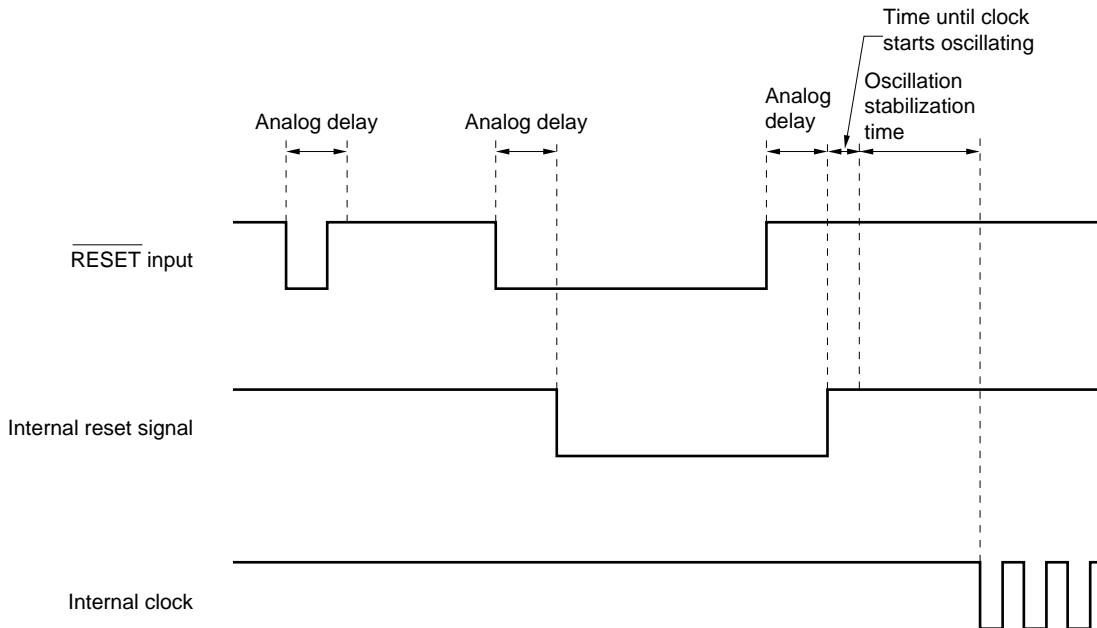 Time until clock
starts oscillating
Oscillation
stabilization
time
Analog
delay
Analog delay
Analog delay
RESET input
Internal reset signal
Internal clock